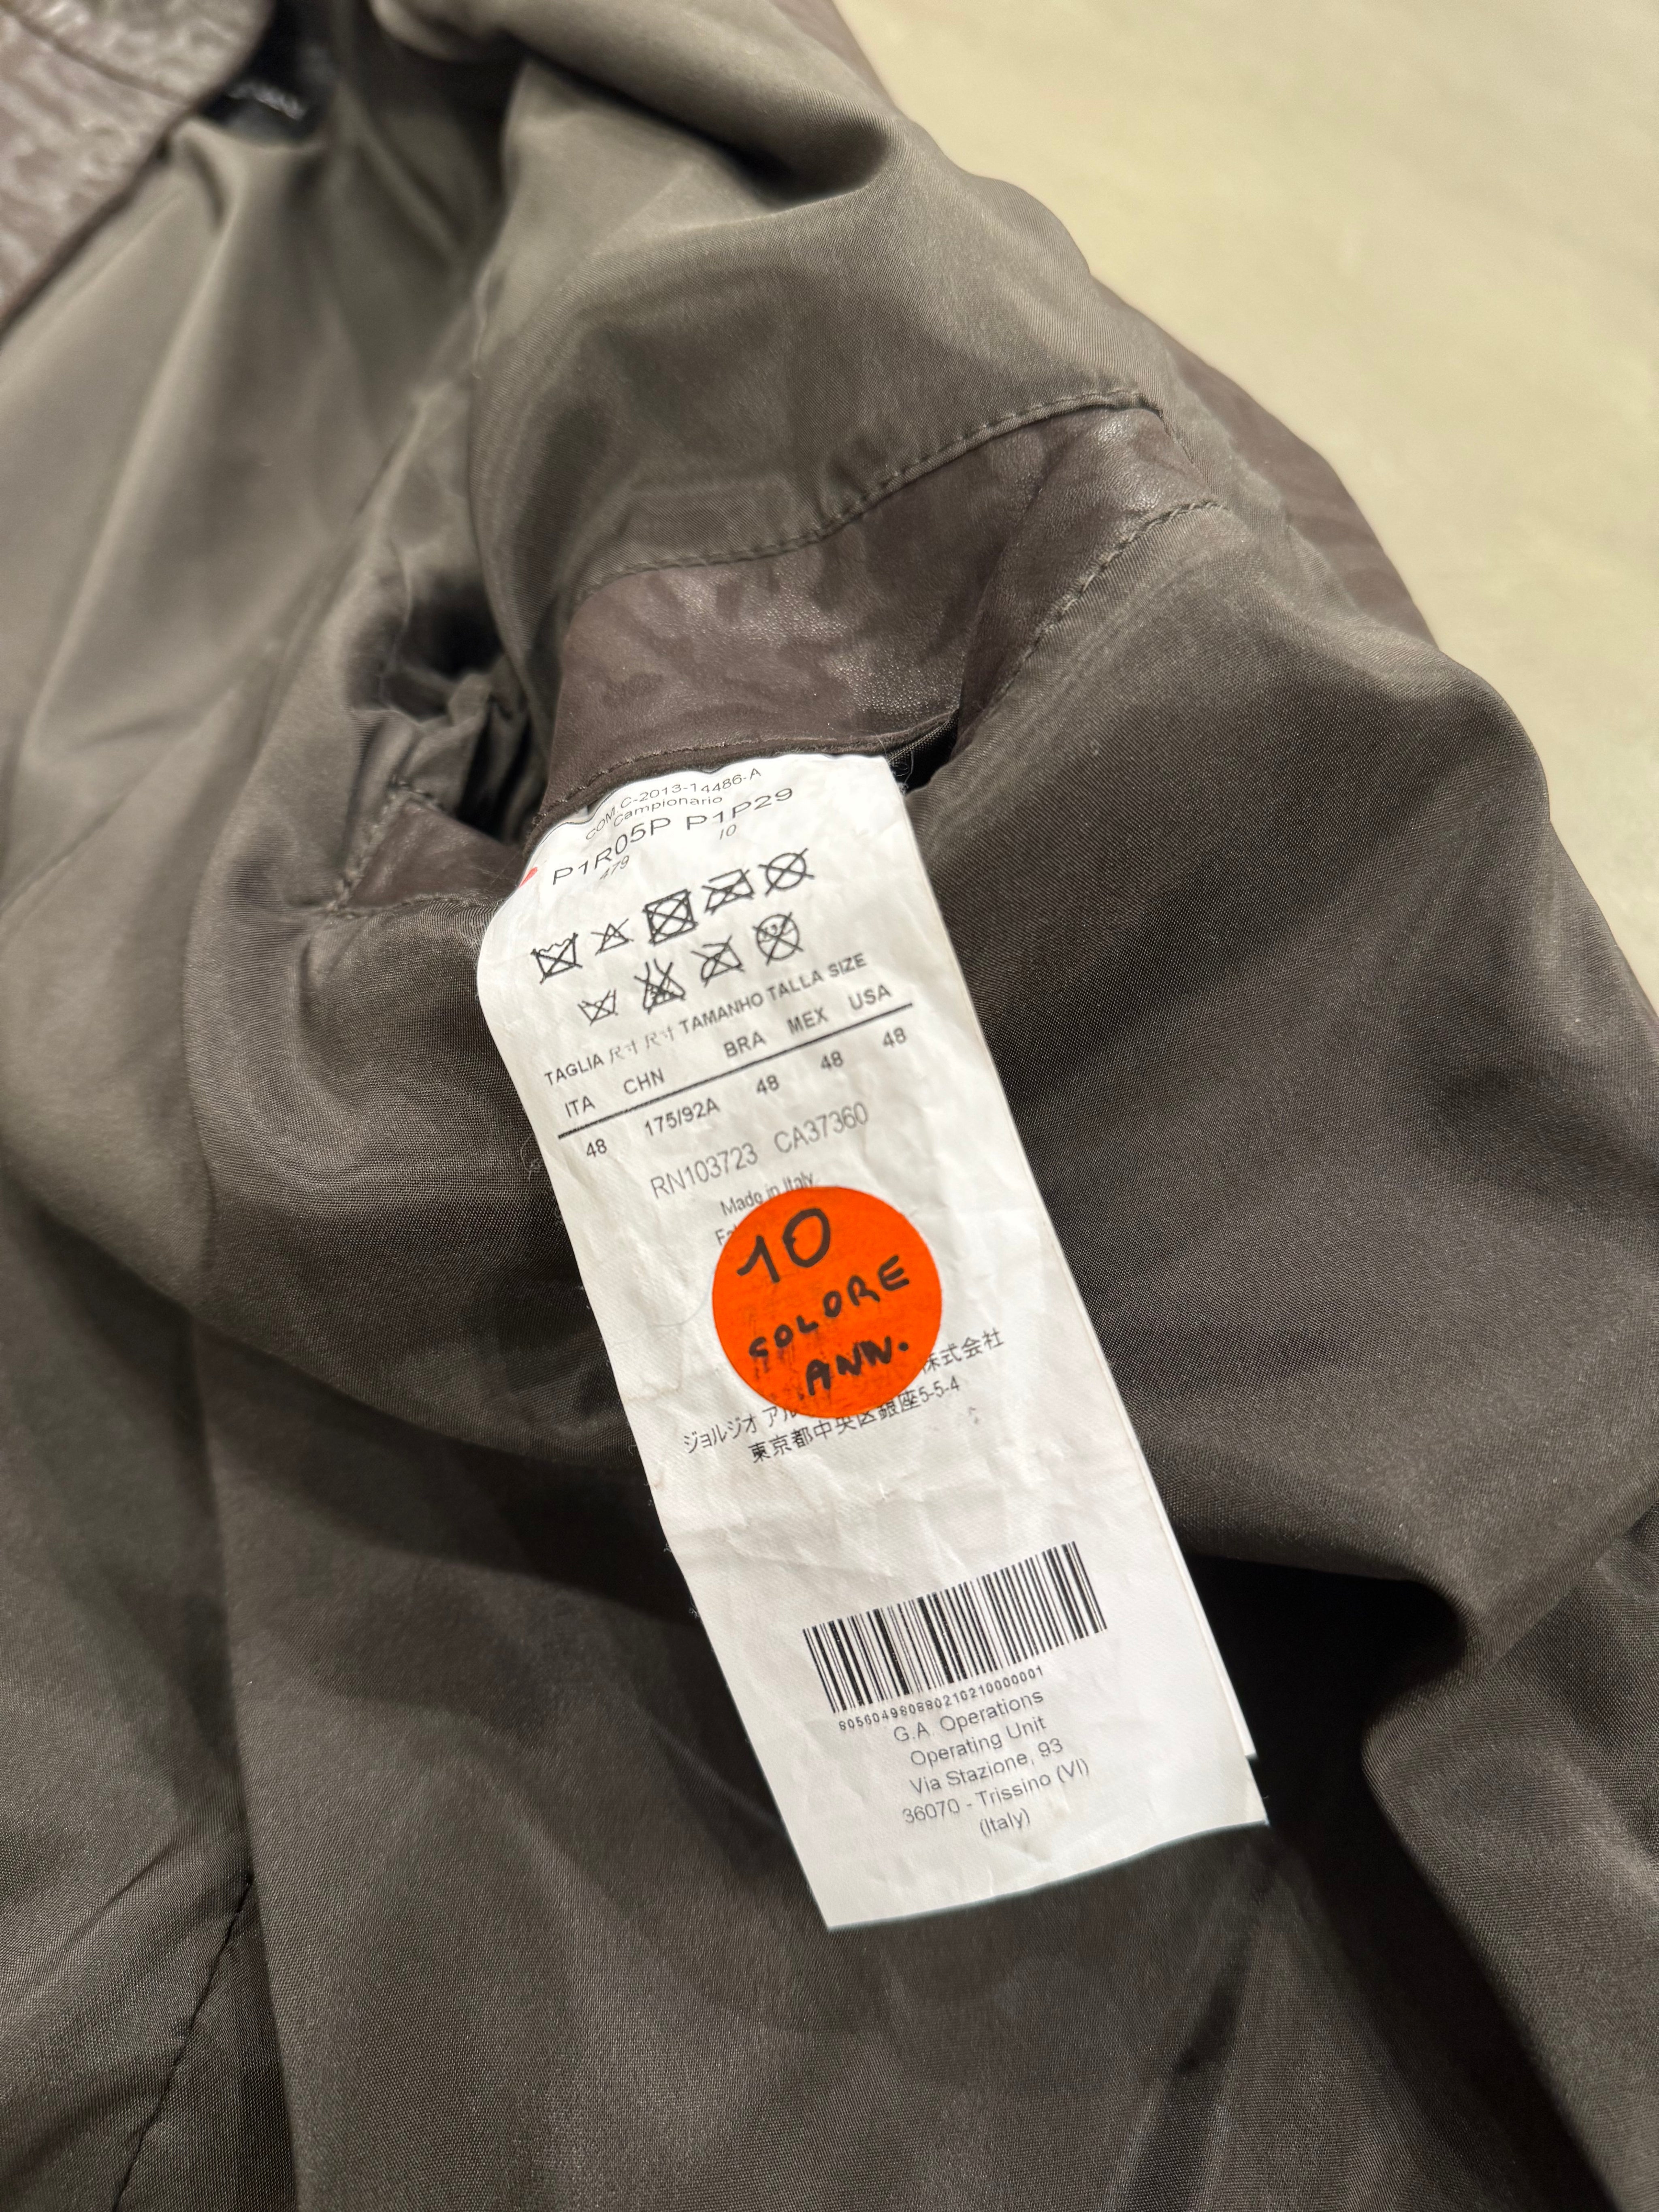 COM C-2013-14486-A
Campionario
P1R05P P1P29
479 10
TAGLIA 尺寸 尺寸 TAMANHO TALLA SIZE
ITA CHN BRA MEX USA
48 175/92A 48 48 48
RN103723 CA37360
Made in Italy
10
COLORE
ANN.
株式会社
ジョルジオ アル
東京都中央区銀座5-5-4
805604980880210210000001
G.A. Operations
Operating Unit
Via Stazione, 93
36070 - Trissino (VI)
(Italy)